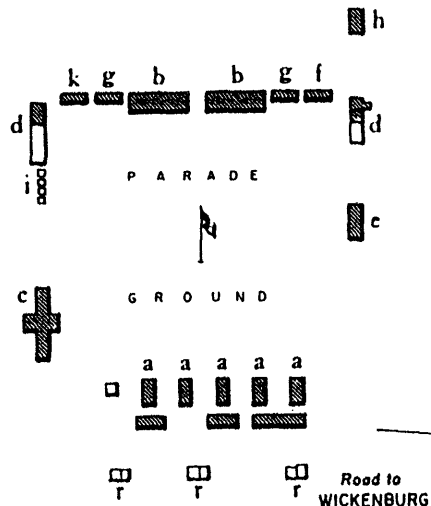 h
k g b b g f
d d
i
P A R A D E
e
c
G R O U N D
a a a a a
r r r
Road to
WICKENBURG